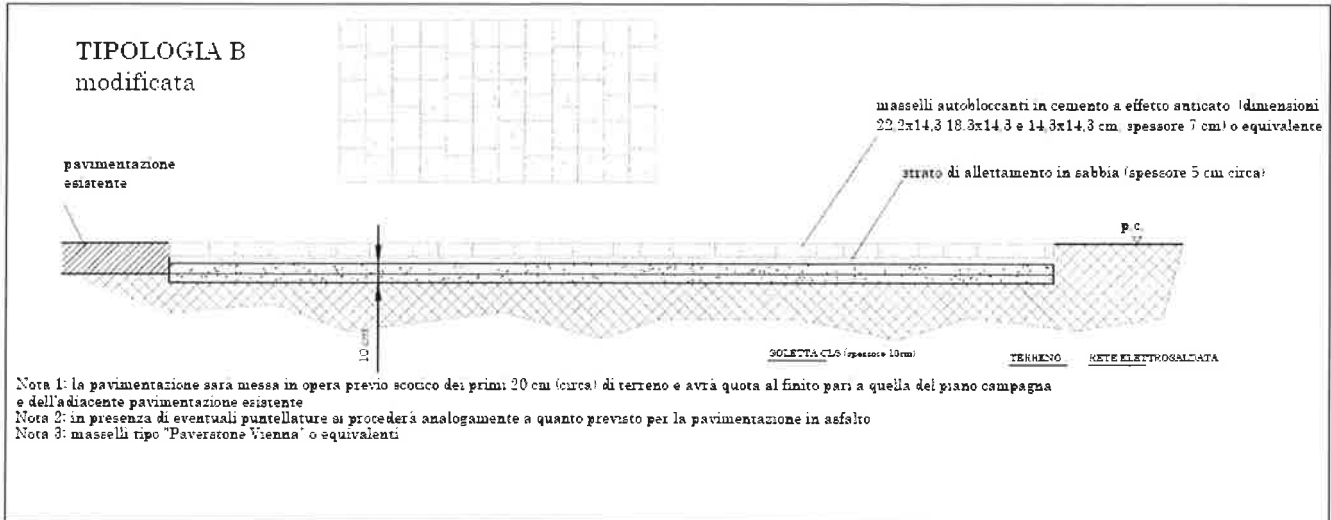 TIPOLOGIA B
modificata
masselli autobloccanti in cemento a effetto anticato (dimensioni
22,2x14,3 18,3x14,3 e 14,3x14,3 cm, spessore 7 cm) o equivalente
pavimentazione
esistente
strato di allettamento in sabbia (spessore 5 cm circa)
p.c.
10 cm
SOLETTA CLS (spessore 10cm)
TERRENO
RETE ELETTROSALDATA
Nota 1: la pavimentazione sarà messa in opera previo scotico dei primi 20 cm (circa) di terreno e avrà quota al finito pari a quella del piano campagna
e dell'adiacente pavimentazione esistente
Nota 2: in presenza di eventuali puntellature si procederà analogamente a quanto previsto per la pavimentazione in asfalto
Nota 3: masselli tipo "Paverstone Vienna" o equivalenti